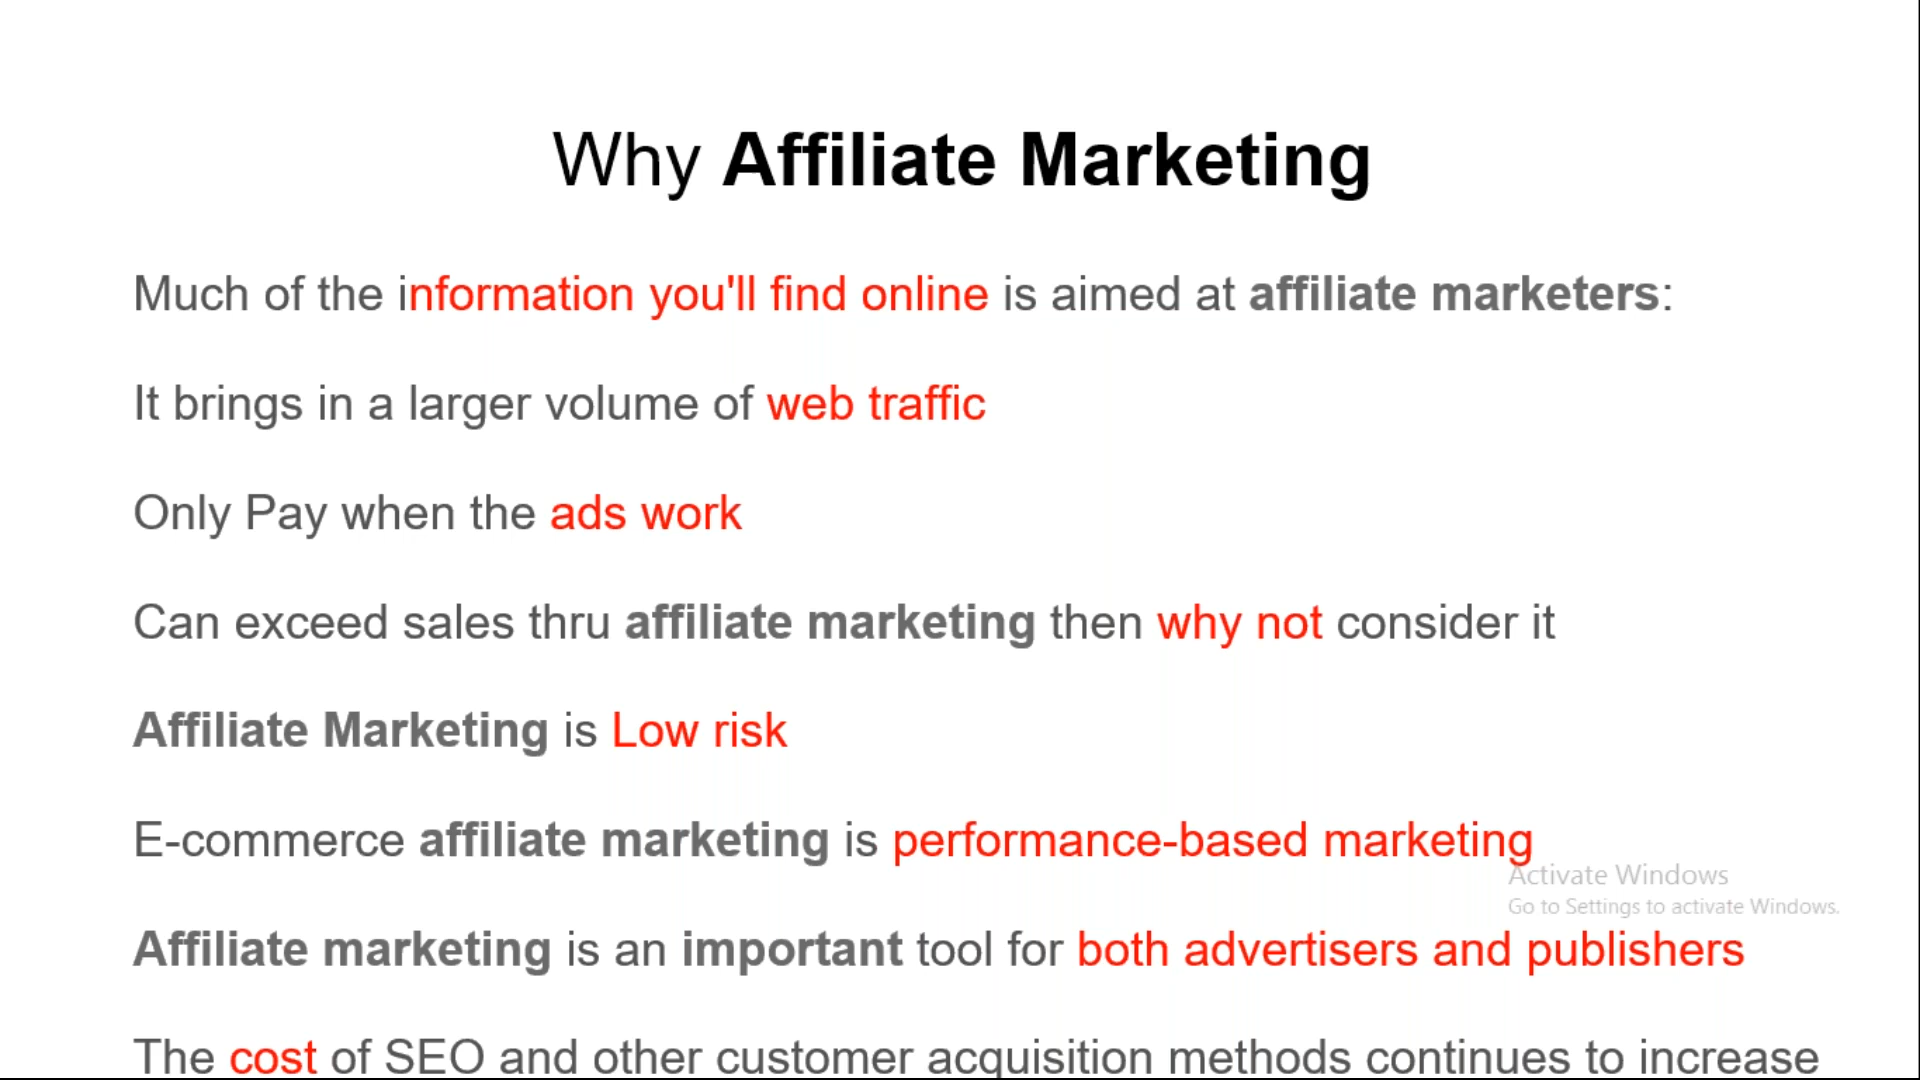 Why Affiliate Marketing
Much of the information you'll find online is aimed at affiliate marketers:
It brings in a larger volume of web traffic
Only Pay when the ads work
Can exceed sales thru affiliate marketing then why not consider it
Affiliate Marketing is Low risk
E-commerce affiliate marketing is performance-based marketing
Activate Windows
Go to Settings to activate Windows.
Affiliate marketing is an important tool for both advertisers and publishers
The cost of SEO and other customer acquisition methods continues to increase